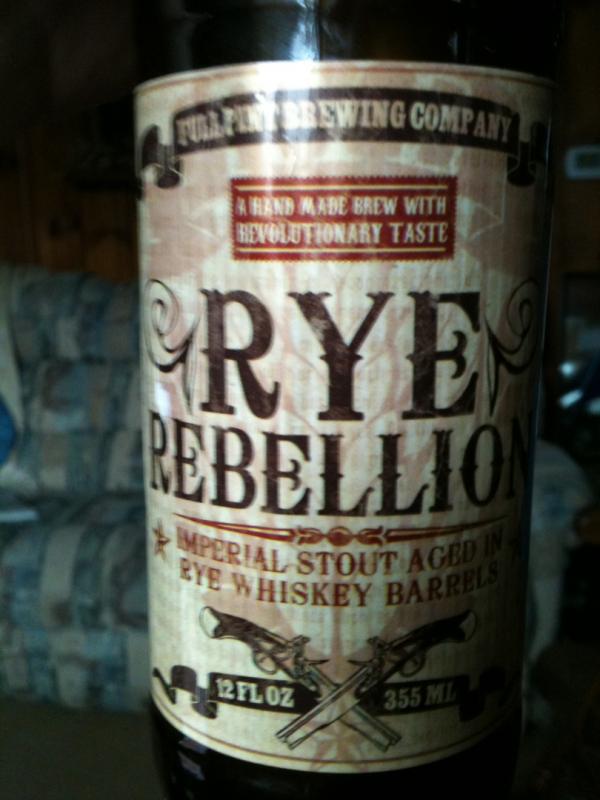 FULL PINT BREWING COMPANY
A HAND MADE BREW WITH
REVOLUTIONARY TASTE
RYE
REBELLION
IMPERIAL STOUT AGED IN
RYE WHISKEY BARRELS
12 FL OZ 355 ML